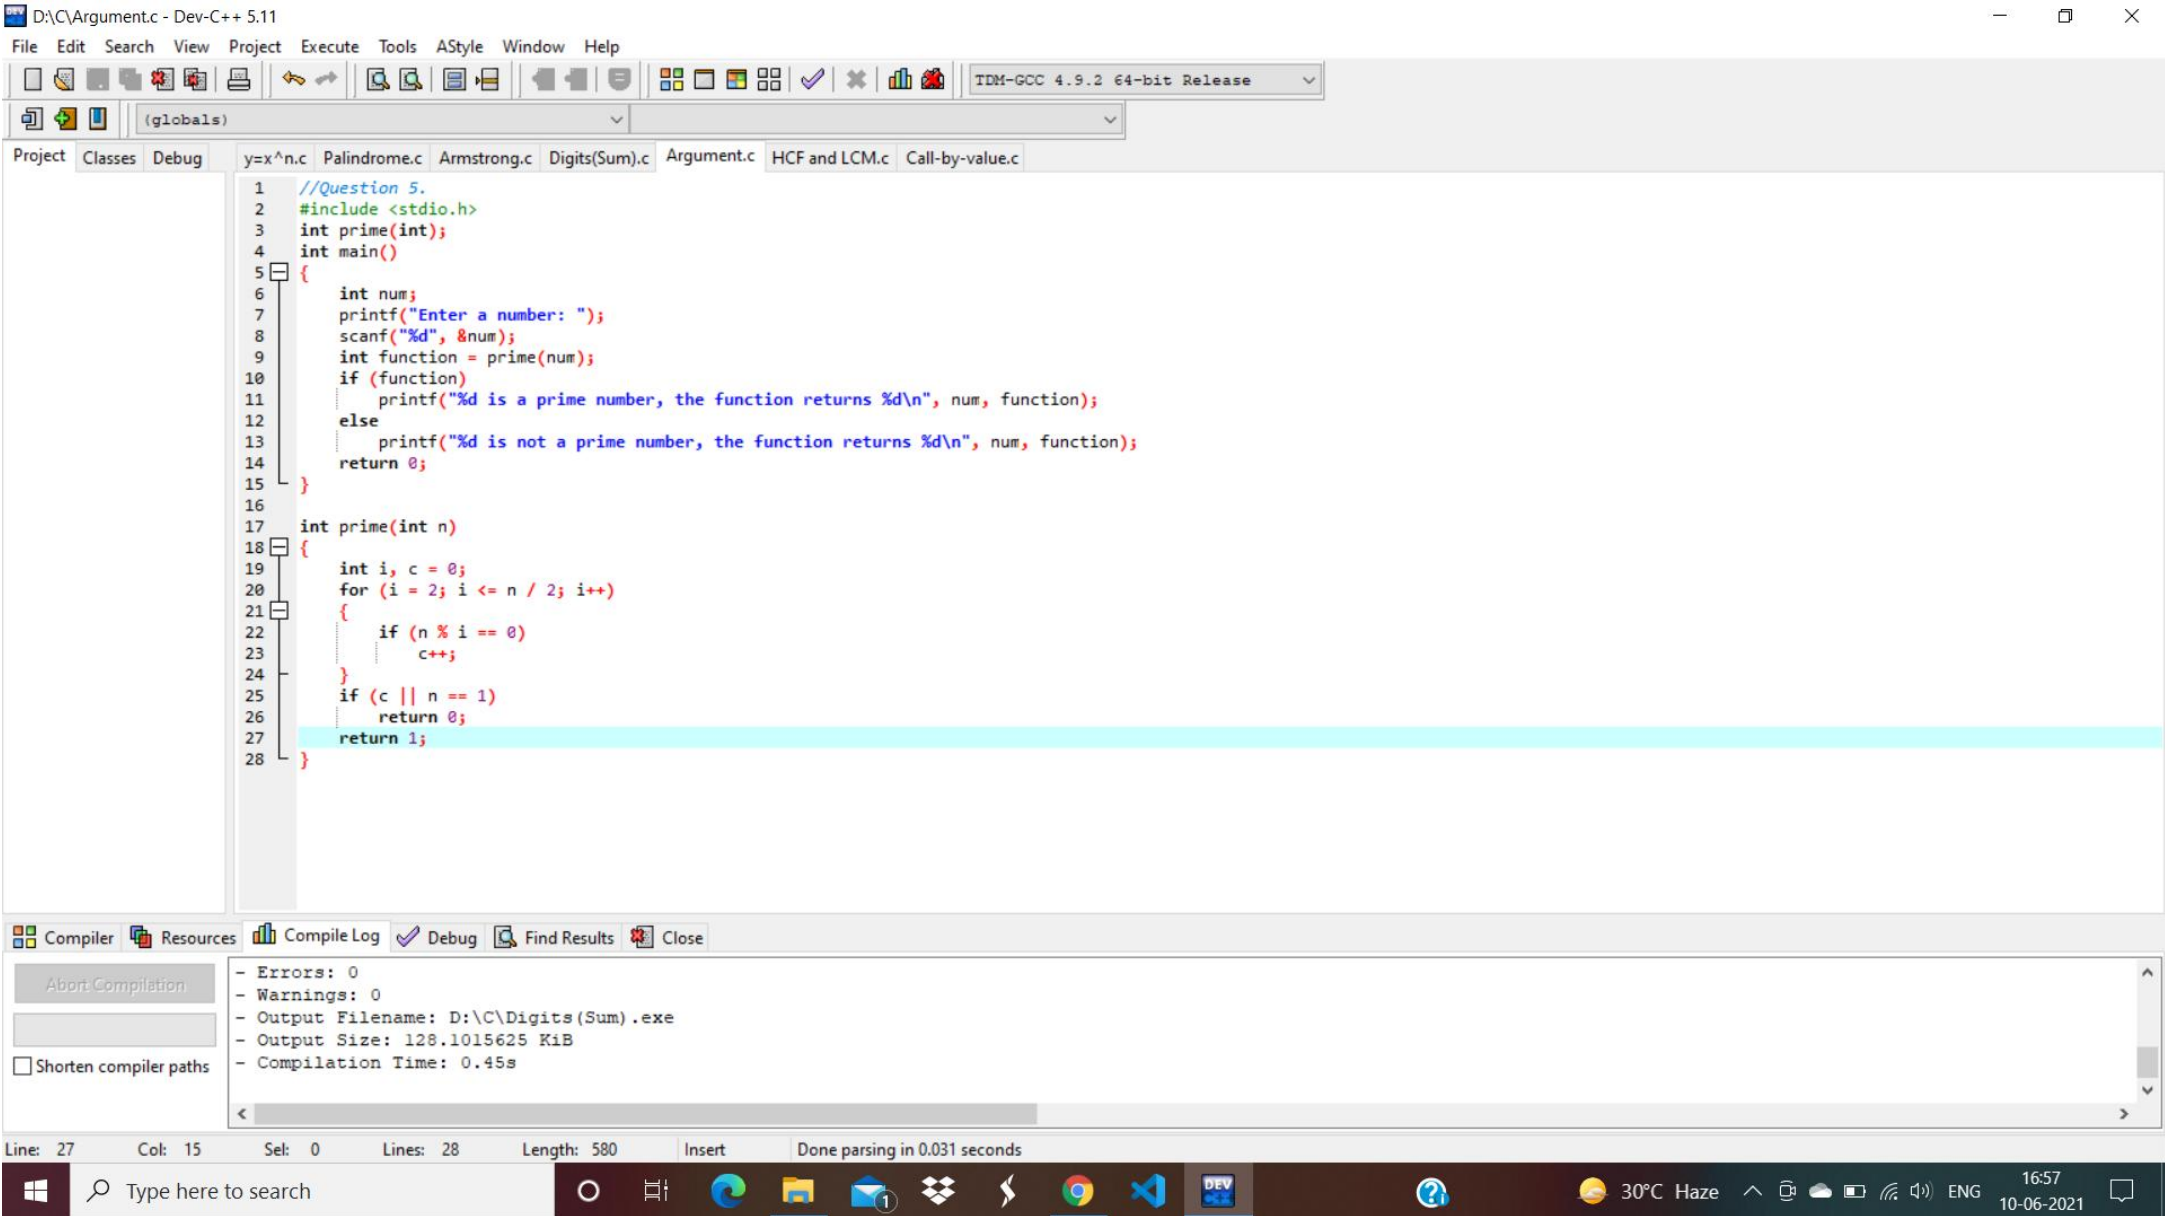 D:\C\Argument.c - Dev-C++ 5.11
File Edit Search View Project Execute Tools AStyle Window Help
TDM-GCC 4.9.2 64-bit Release
(globals)
Project Classes Debug y=x^n.c Palindrome.c Armstrong.c Digits(Sum).c Argument.c HCF and LCM.c Call-by-value.c
1 //Question 5.
2 #include <stdio.h>
3 int prime(int);
4 int main()
5 {
6 int num;
7 printf("Enter a number: ");
8 scanf("%d", &num);
9 int function = prime(num);
10 if (function)
11 printf("%d is a prime number, the function returns %d\n", num, function);
12 else
13 printf("%d is not a prime number, the function returns %d\n", num, function);
14 return 0;
15 }
16
17 int prime(int n)
18 {
19 int i, c = 0;
20 for (i = 2; i <= n / 2; i++)
21 {
22 if (n % i == 0)
23 c++;
24 }
25 if (c || n == 1)
26 return 0;
27 return 1;
28 }
Compiler Resources Compile Log Debug Find Results Close
Abort Compilation
Shorten compiler paths
- Errors: 0
- Warnings: 0
- Output Filename: D:\C\Digits(Sum).exe
- Output Size: 128.1015625 KiB
- Compilation Time: 0.45s
Line: 27 Col: 15 Sel: 0 Lines: 28 Length: 580 Insert Done parsing in 0.031 seconds
Type here to search
1
DEV
30°C Haze
ENG
16:57
10-06-2021